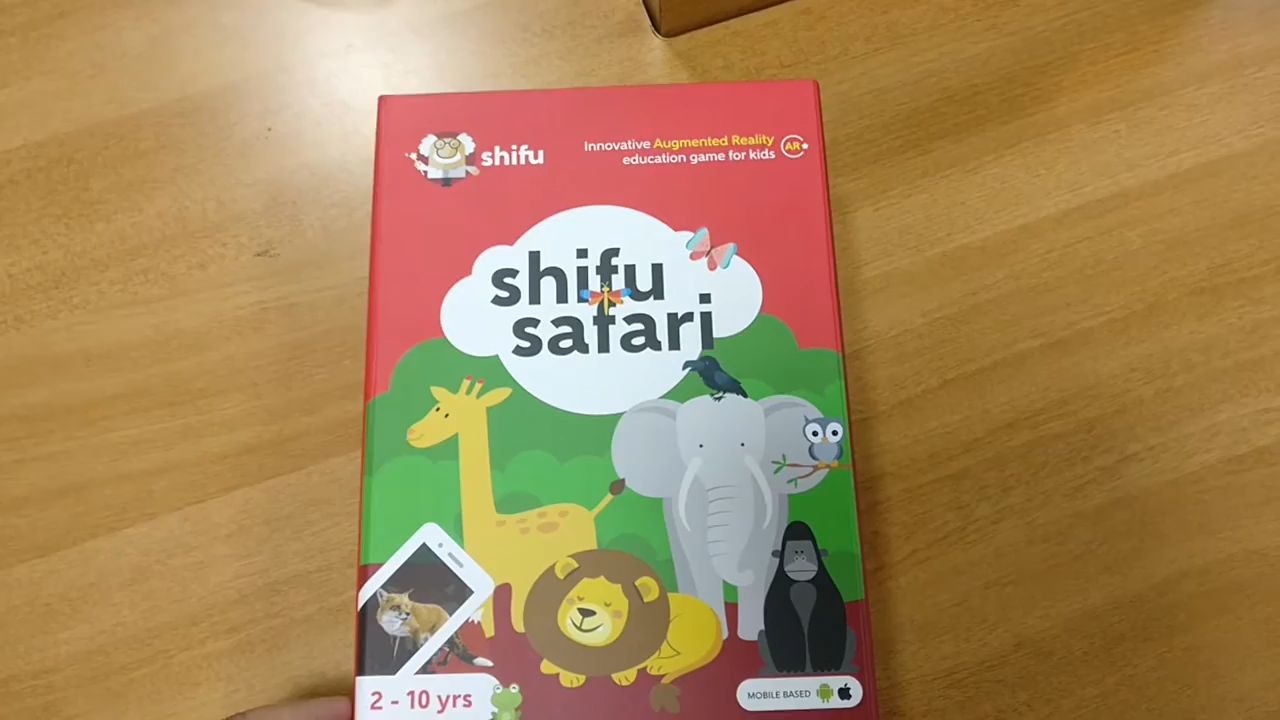 shifu
Innovative Augmented Reality
education game for kids
AR
shifu
safari
2 - 10 yrs
MOBILE BASED